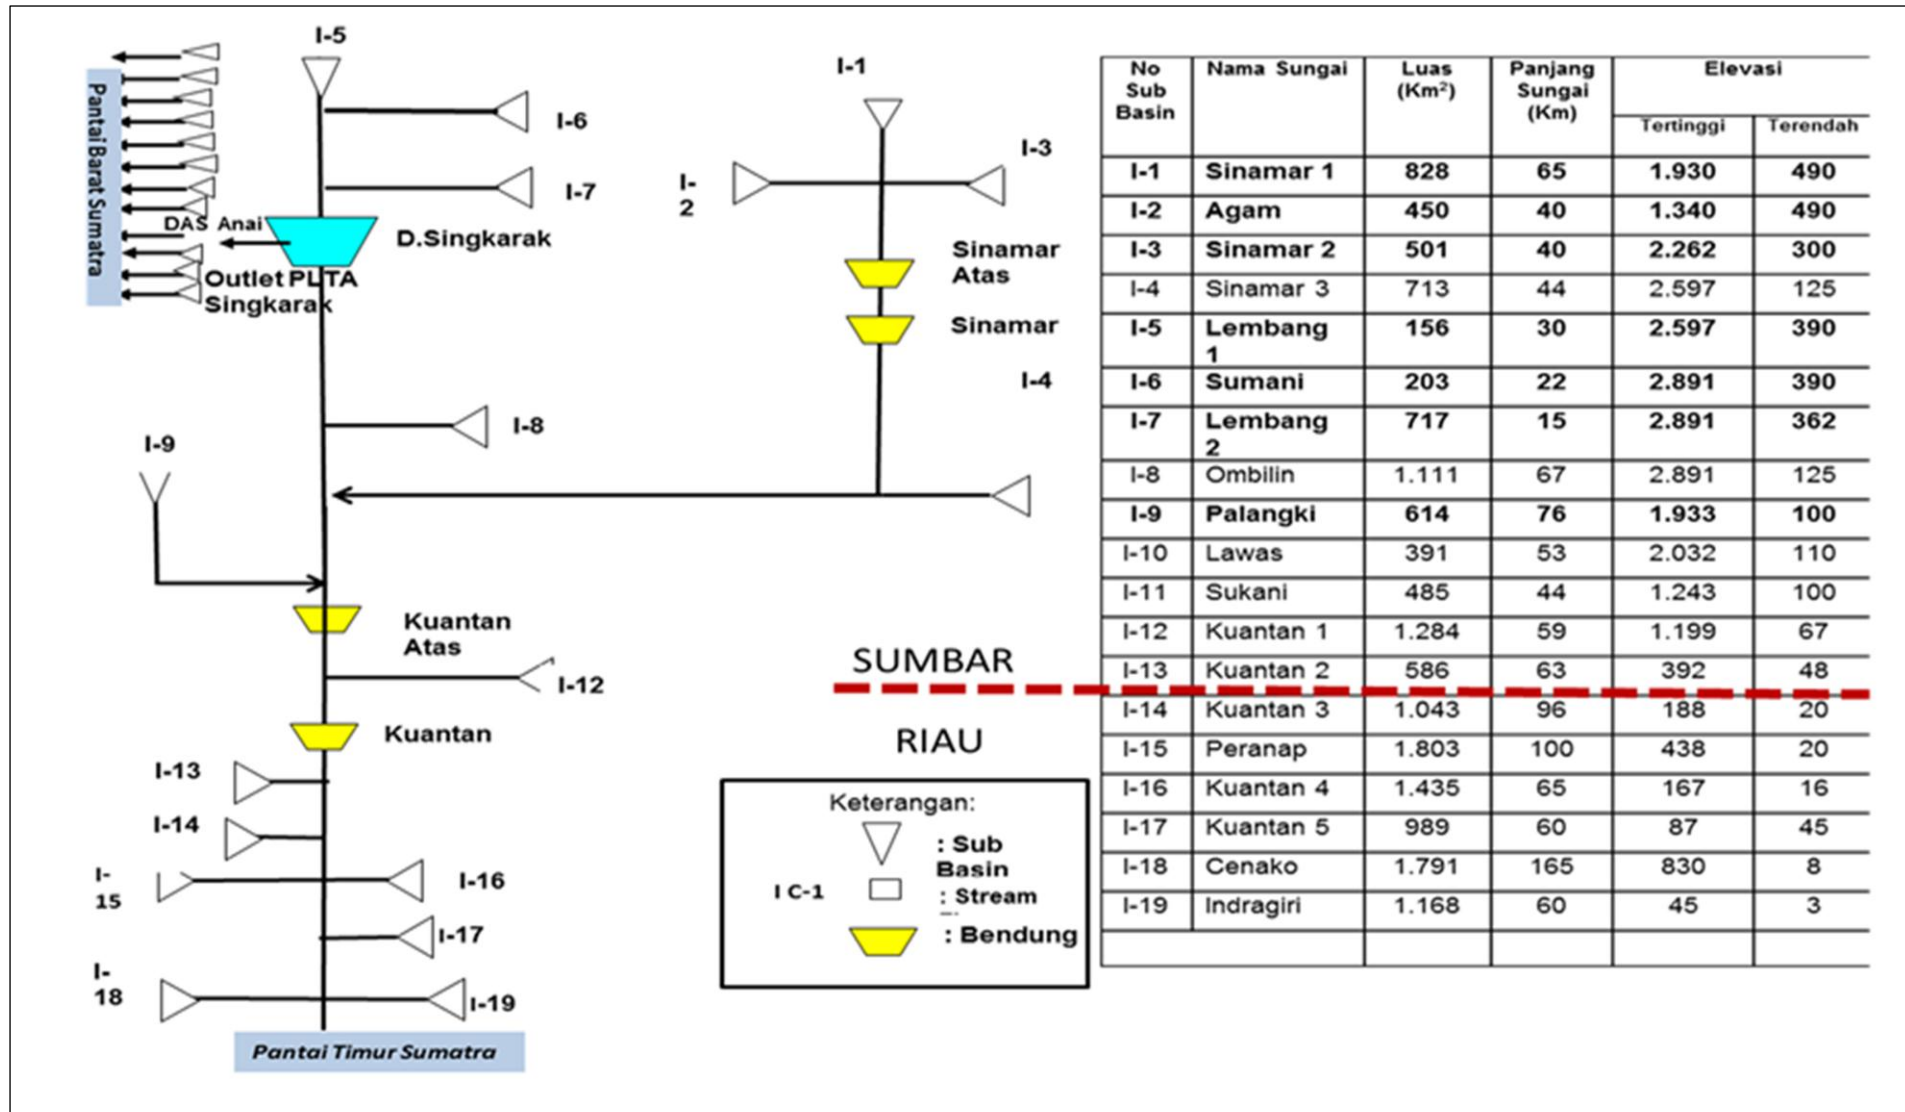 I-5
I-6
I-7
Pantai Barat Sumatra
DAS Anai
D.Singkarak
Outlet PLTA
Singkarak
I-1
I-3
I-
2
Sinamar
Atas
Sinamar
I-4
I-8
I-9
Kuantan
Atas
I-12
Kuantan
I-13
I-14
I-
15
I-16
I-17
I-
18
I-19
Pantai Timur Sumatra
SUMBAR
RIAU
Keterangan:
: Sub
Basin
I C-1
: Stream
: Bendung
No Sub Basin Nama Sungai Luas (Km²) Panjang Sungai (Km) Elevasi
Tertinggi Terendah
I-1 Sinamar 1 828 65 1.930 490
I-2 Agam 450 40 1.340 490
I-3 Sinamar 2 501 40 2.262 300
I-4 Sinamar 3 713 44 2.597 125
I-5 Lembang 1 156 30 2.597 390
I-6 Sumani 203 22 2.891 390
I-7 Lembang 2 717 15 2.891 362
I-8 Ombilin 1.111 67 2.891 125
I-9 Palangki 614 76 1.933 100
I-10 Lawas 391 53 2.032 110
I-11 Sukani 485 44 1.243 100
I-12 Kuantan 1 1.284 59 1.199 67
I-13 Kuantan 2 586 63 392 48
I-14 Kuantan 3 1.043 96 188 20
I-15 Peranap 1.803 100 438 20
I-16 Kuantan 4 1.435 65 167 16
I-17 Kuantan 5 989 60 87 45
I-18 Cenako 1.791 165 830 8
I-19 Indragiri 1.168 60 45 3